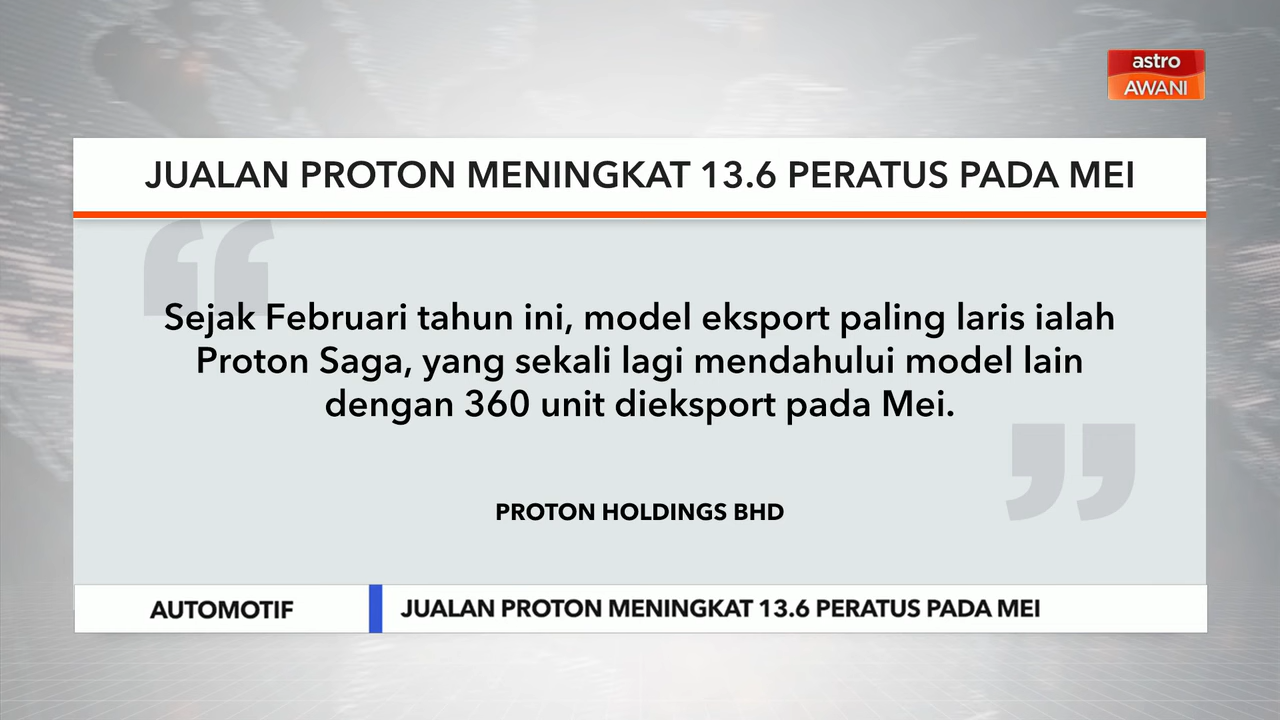 astro
AWANI
JUALAN PROTON MENINGKAT 13.6 PERATUS PADA MEI
Sejak Februari tahun ini, model eksport paling laris ialah
Proton Saga, yang sekali lagi mendahului model lain
dengan 360 unit dieksport pada Mei.
PROTON HOLDINGS BHD
AUTOMOTIF
JUALAN PROTON MENINGKAT 13.6 PERATUS PADA MEI